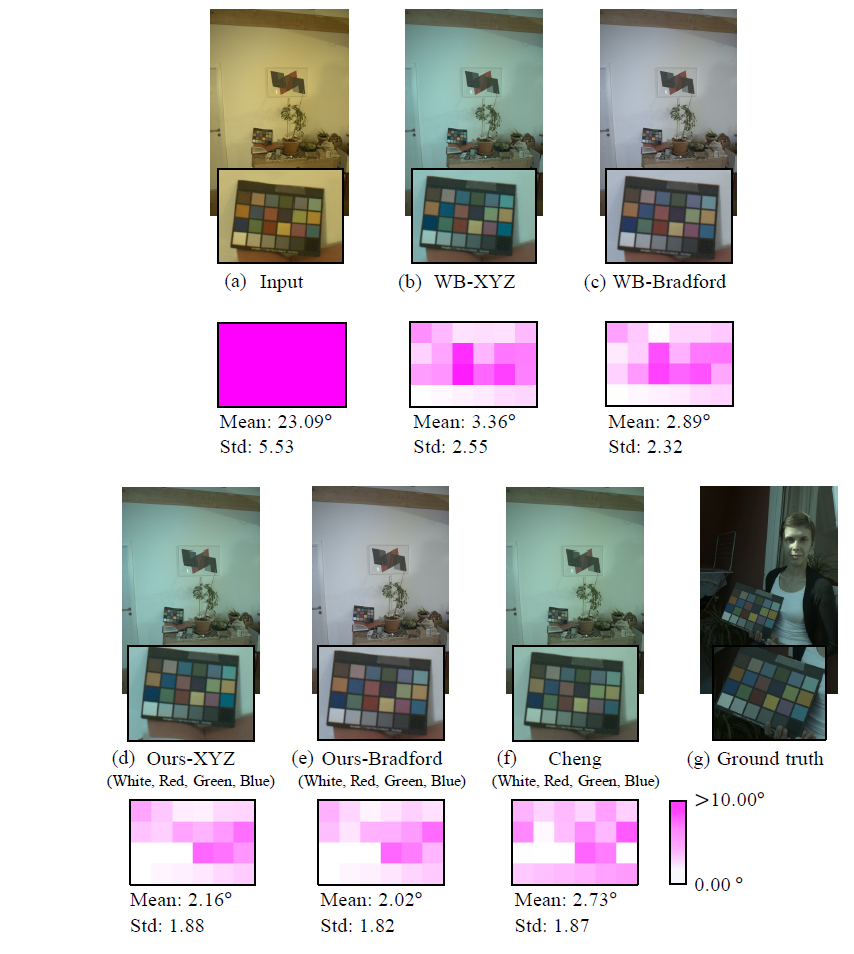 (a) Input
(b) WB-XYZ
(c) WB-Bradford
Mean: 23.09°
Std: 5.53
Mean: 3.36°
Std: 2.55
Mean: 2.89°
Std: 2.32
(d) Ours-XYZ
(White, Red, Green, Blue)
(e) Ours-Bradford
(White, Red, Green, Blue)
(f) Cheng
(White, Red, Green, Blue)
(g) Ground truth
>10.00°
0.00 °
Mean: 2.16°
Std: 1.88
Mean: 2.02°
Std: 1.82
Mean: 2.73°
Std: 1.87